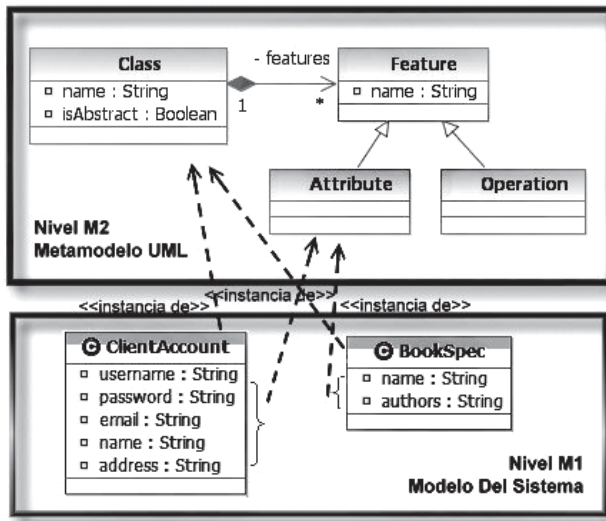 Class
name : String
isAbstract : Boolean
- features
1
*
Feature
name : String
Attribute
Operation
Nivel M2
Metamodelo UML
<<instancia de>>
<<instancia de>>
<<instancia de>>
C ClientAccount
username : String
password : String
email : String
name : String
address : String
C BookSpec
name : String
authors : String
Nivel M1
Modelo Del Sistema